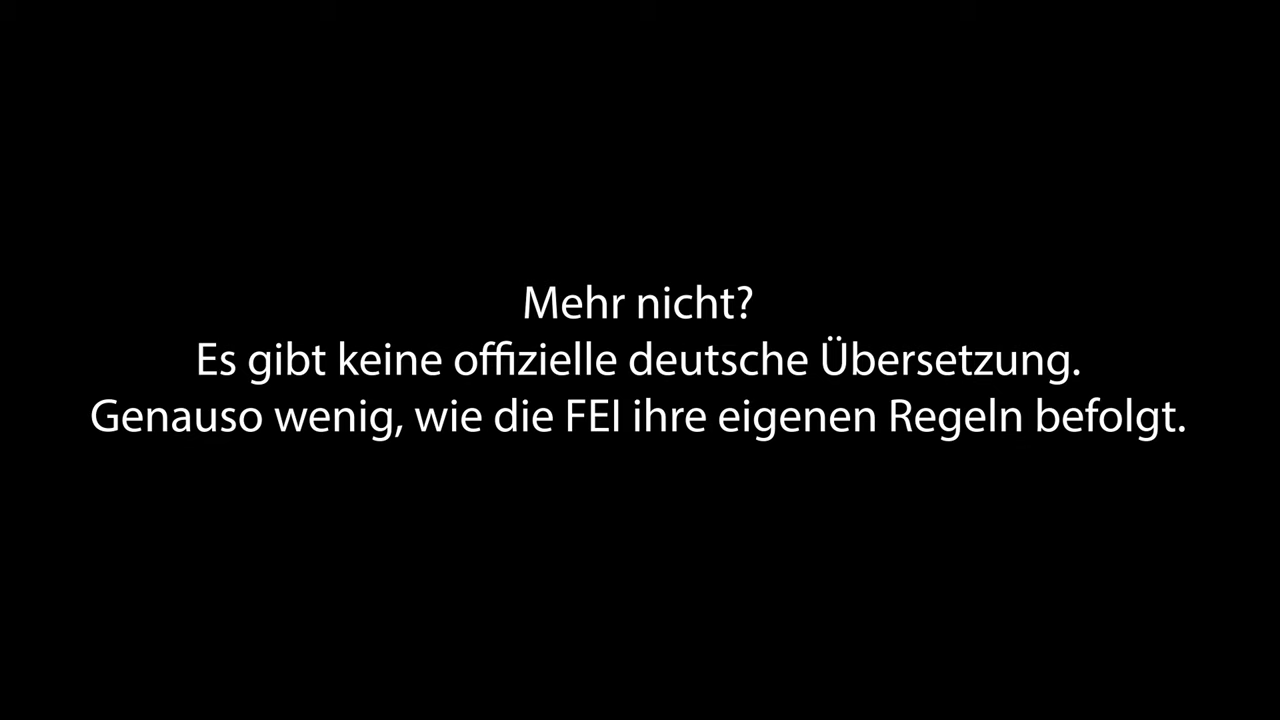 Mehr nicht?
Es gibt keine offizielle deutsche Übersetzung.
Genauso wenig, wie die FEI ihre eigenen Regeln befolgt.